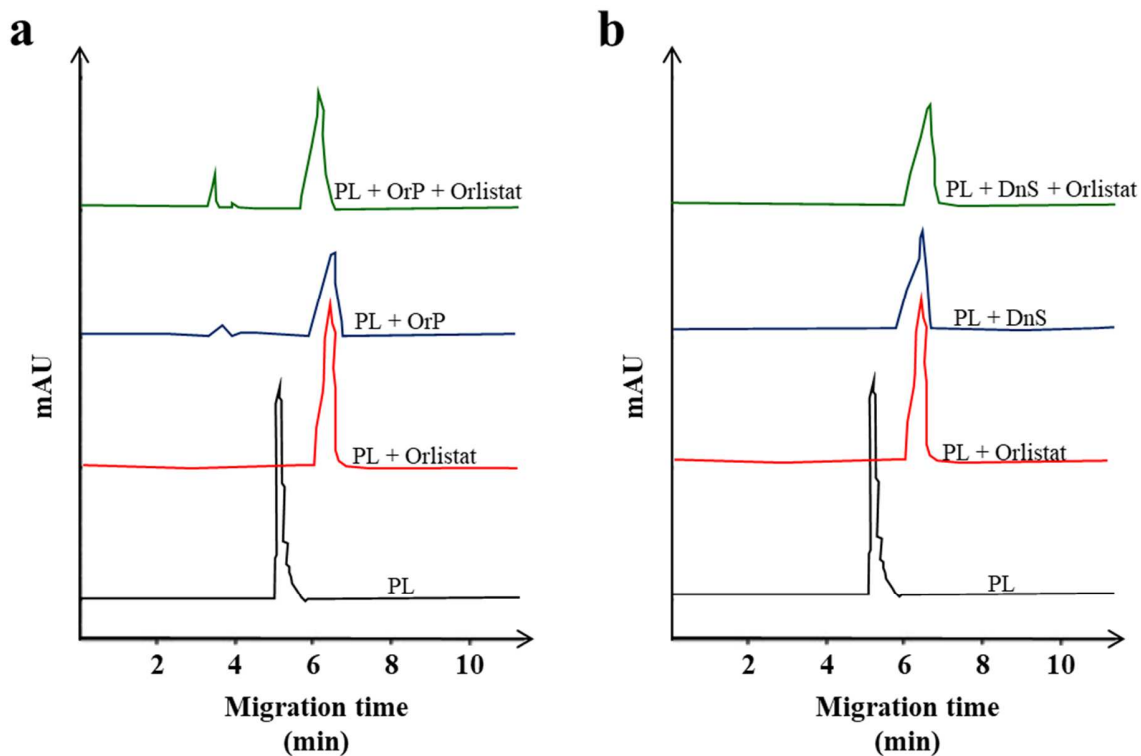 a
PL + OrP + Orlistat
PL + OrP
PL + Orlistat
PL
mAU
2 4 6 8 10
Migration time
(min)
b
PL + DnS + Orlistat
PL + DnS
PL + Orlistat
PL
mAU
2 4 6 8 10
Migration time
(min)